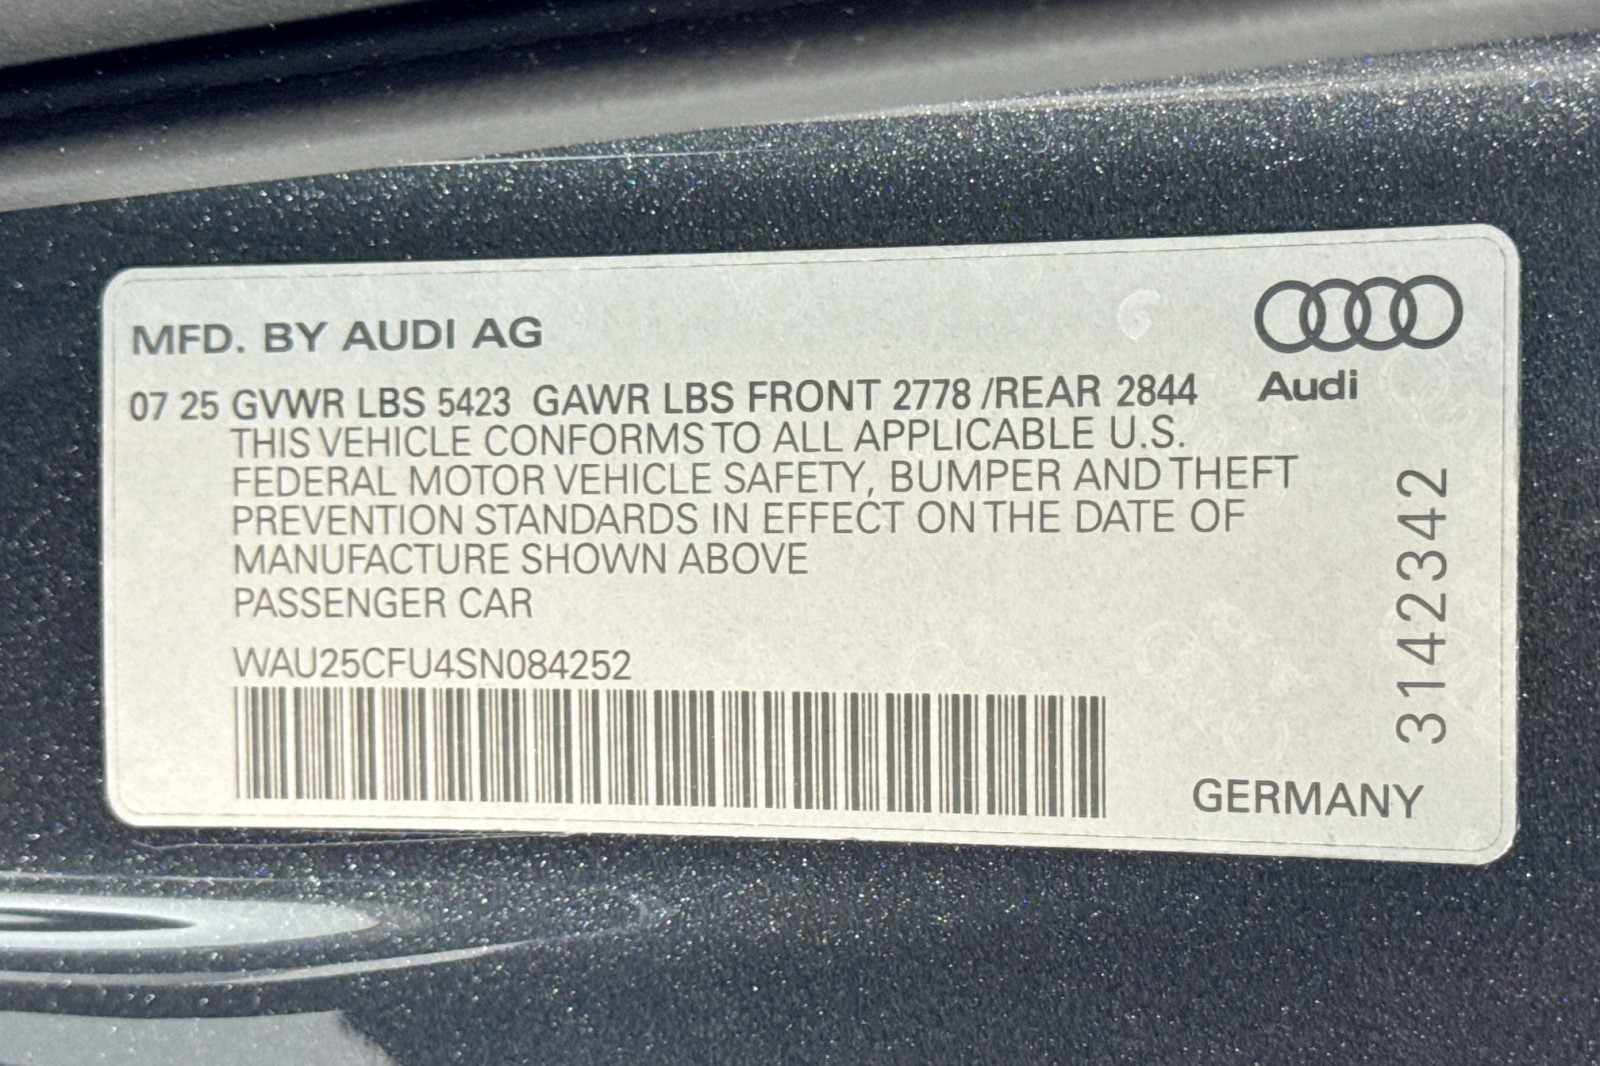 MFD. BY AUDI AG
07 25 GVWR LBS 5423 GAWR LBS FRONT 2778 /REAR 2844
THIS VEHICLE CONFORMS TO ALL APPLICABLE U.S.
FEDERAL MOTOR VEHICLE SAFETY, BUMPER AND THEFT
PREVENTION STANDARDS IN EFFECT ON THE DATE OF
MANUFACTURE SHOWN ABOVE
PASSENGER CAR
WAU25CFU4SN084252
Audi
3142342
GERMANY